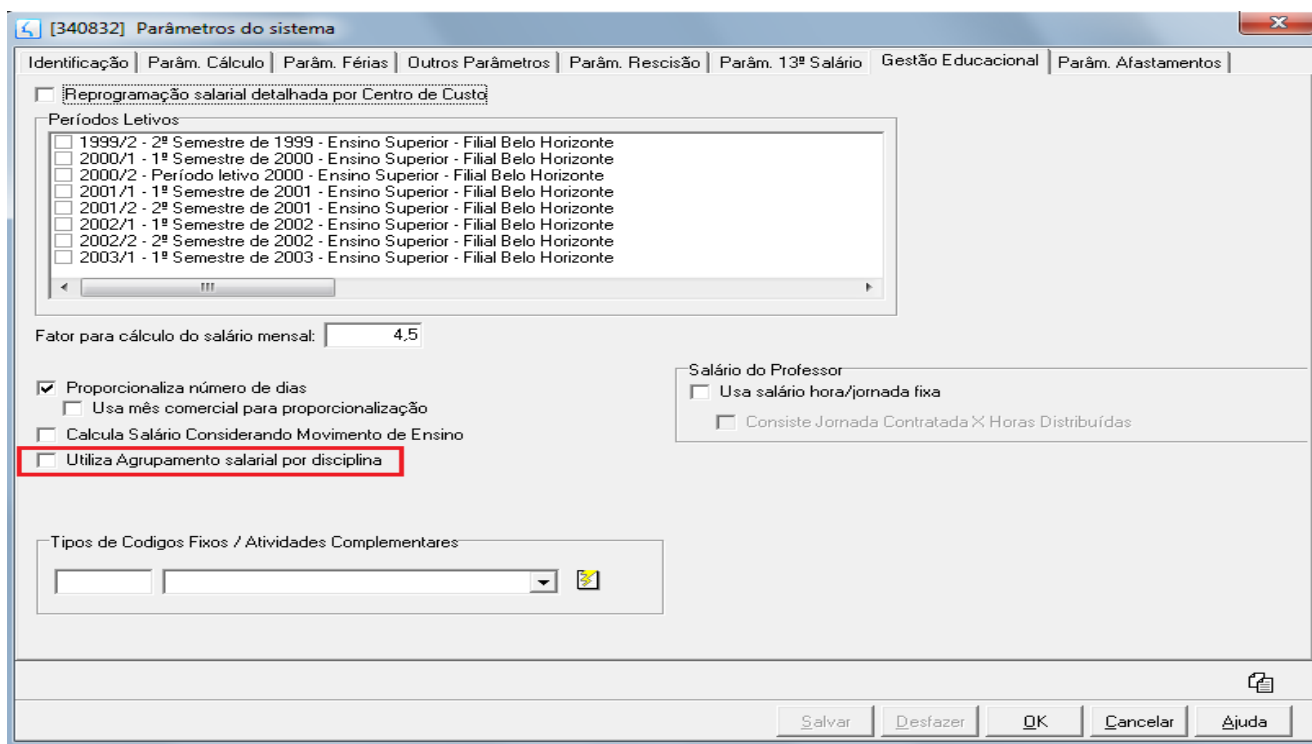 [340832] Parâmetros do sistema
Identificação
Parâm. Cálculo
Parâm. Férias
Outros Parâmetros
Parâm. Rescisão
Parâm. 13º Salário
Gestão Educacional
Parâm. Afastamentos
Reprogramação salarial detalhada por Centro de Custo
Períodos Letivos
1999/2 - 2º Semestre de 1999 - Ensino Superior - Filial Belo Horizonte
2000/1 - 1º Semestre de 2000 - Ensino Superior - Filial Belo Horizonte
2000/2 - Período letivo 2000 - Ensino Superior - Filial Belo Horizonte
2001/1 - 1º Semestre de 2001 - Ensino Superior - Filial Belo Horizonte
2001/2 - 2º Semestre de 2001 - Ensino Superior - Filial Belo Horizonte
2002/1 - 1º Semestre de 2002 - Ensino Superior - Filial Belo Horizonte
2002/2 - 2º Semestre de 2002 - Ensino Superior - Filial Belo Horizonte
2003/1 - 1º Semestre de 2003 - Ensino Superior - Filial Belo Horizonte
Fator para cálculo do salário mensal: 4,5
Proporcionaliza número de dias
Usa mês comercial para proporcionalização
Calcula Salário Considerando Movimento de Ensino
Utiliza Agrupamento salarial por disciplina
Salário do Professor
Usa salário hora/jornada fixa
Consiste Jornada Contratada X Horas Distribuídas
Tipos de Codigos Fixos / Atividades Complementares
Salvar
Desfazer
OK
Cancelar
Ajuda